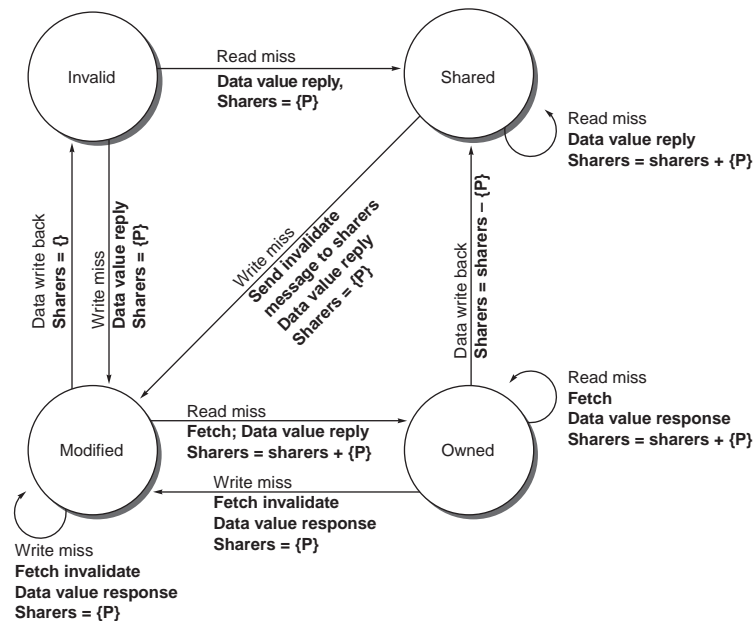 Invalid
Read miss
Data value reply,
Sharers = {P}
Shared
Read miss
Data value reply
Sharers = sharers + {P}
Data write back
Sharers = {}
Write miss
Data value reply
Sharers = {P}
Write miss
Send invalidate
message to sharers
Data value reply
Sharers = {P}
Data write back
Sharers = sharers – {P}
Modified
Read miss
Fetch; Data value reply
Sharers = sharers + {P}
Owned
Read miss
Fetch
Data value response
Sharers = sharers + {P}
Write miss
Fetch invalidate
Data value response
Sharers = {P}
Write miss
Fetch invalidate
Data value response
Sharers = {P}